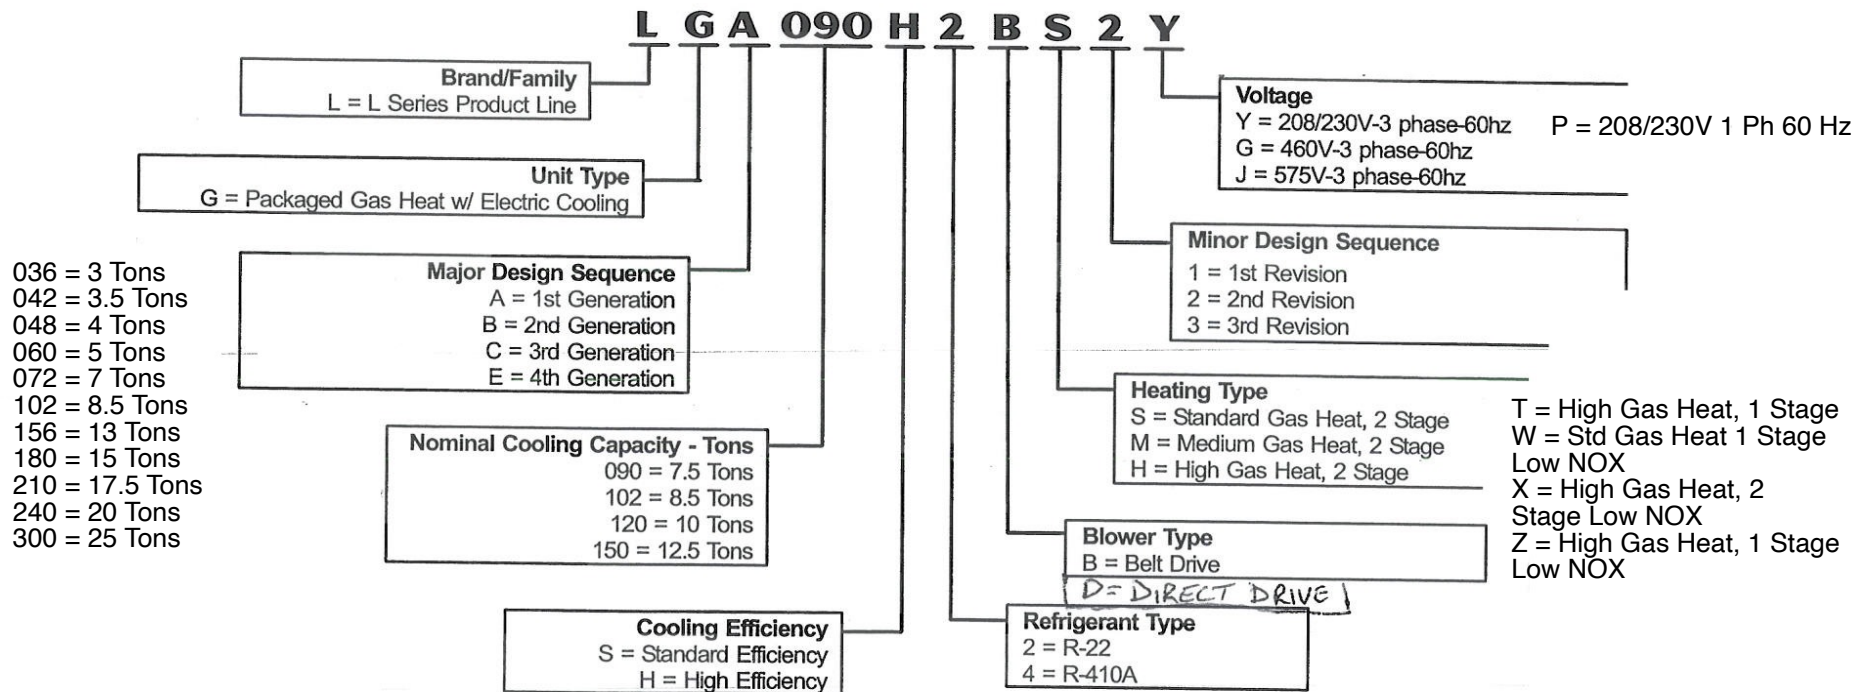 L G A 090 H 2 B S 2 Y
Brand/Family
L = L Series Product Line
Unit Type
G = Packaged Gas Heat w/ Electric Cooling
Major Design Sequence
A = 1st Generation
B = 2nd Generation
C = 3rd Generation
E = 4th Generation
036 = 3 Tons
042 = 3.5 Tons
048 = 4 Tons
060 = 5 Tons
072 = 7 Tons
102 = 8.5 Tons
156 = 13 Tons
180 = 15 Tons
210 = 17.5 Tons
240 = 20 Tons
300 = 25 Tons
Nominal Cooling Capacity - Tons
090 = 7.5 Tons
102 = 8.5 Tons
120 = 10 Tons
150 = 12.5 Tons
Cooling Efficiency
S = Standard Efficiency
H = High Efficiency
Voltage
Y = 208/230V-3 phase-60hz
G = 460V-3 phase-60hz
J = 575V-3 phase-60hz
P = 208/230V 1 Ph 60 Hz
Minor Design Sequence
1 = 1st Revision
2 = 2nd Revision
3 = 3rd Revision
Heating Type
S = Standard Gas Heat, 2 Stage
M = Medium Gas Heat, 2 Stage
H = High Gas Heat, 2 Stage
T = High Gas Heat, 1 Stage
W = Std Gas Heat 1 Stage
Low NOX
X = High Gas Heat, 2
Stage Low NOX
Z = High Gas Heat, 1 Stage
Low NOX
Blower Type
B = Belt Drive
D = DIRECT DRIVE
Refrigerant Type
2 = R-22
4 = R-410A